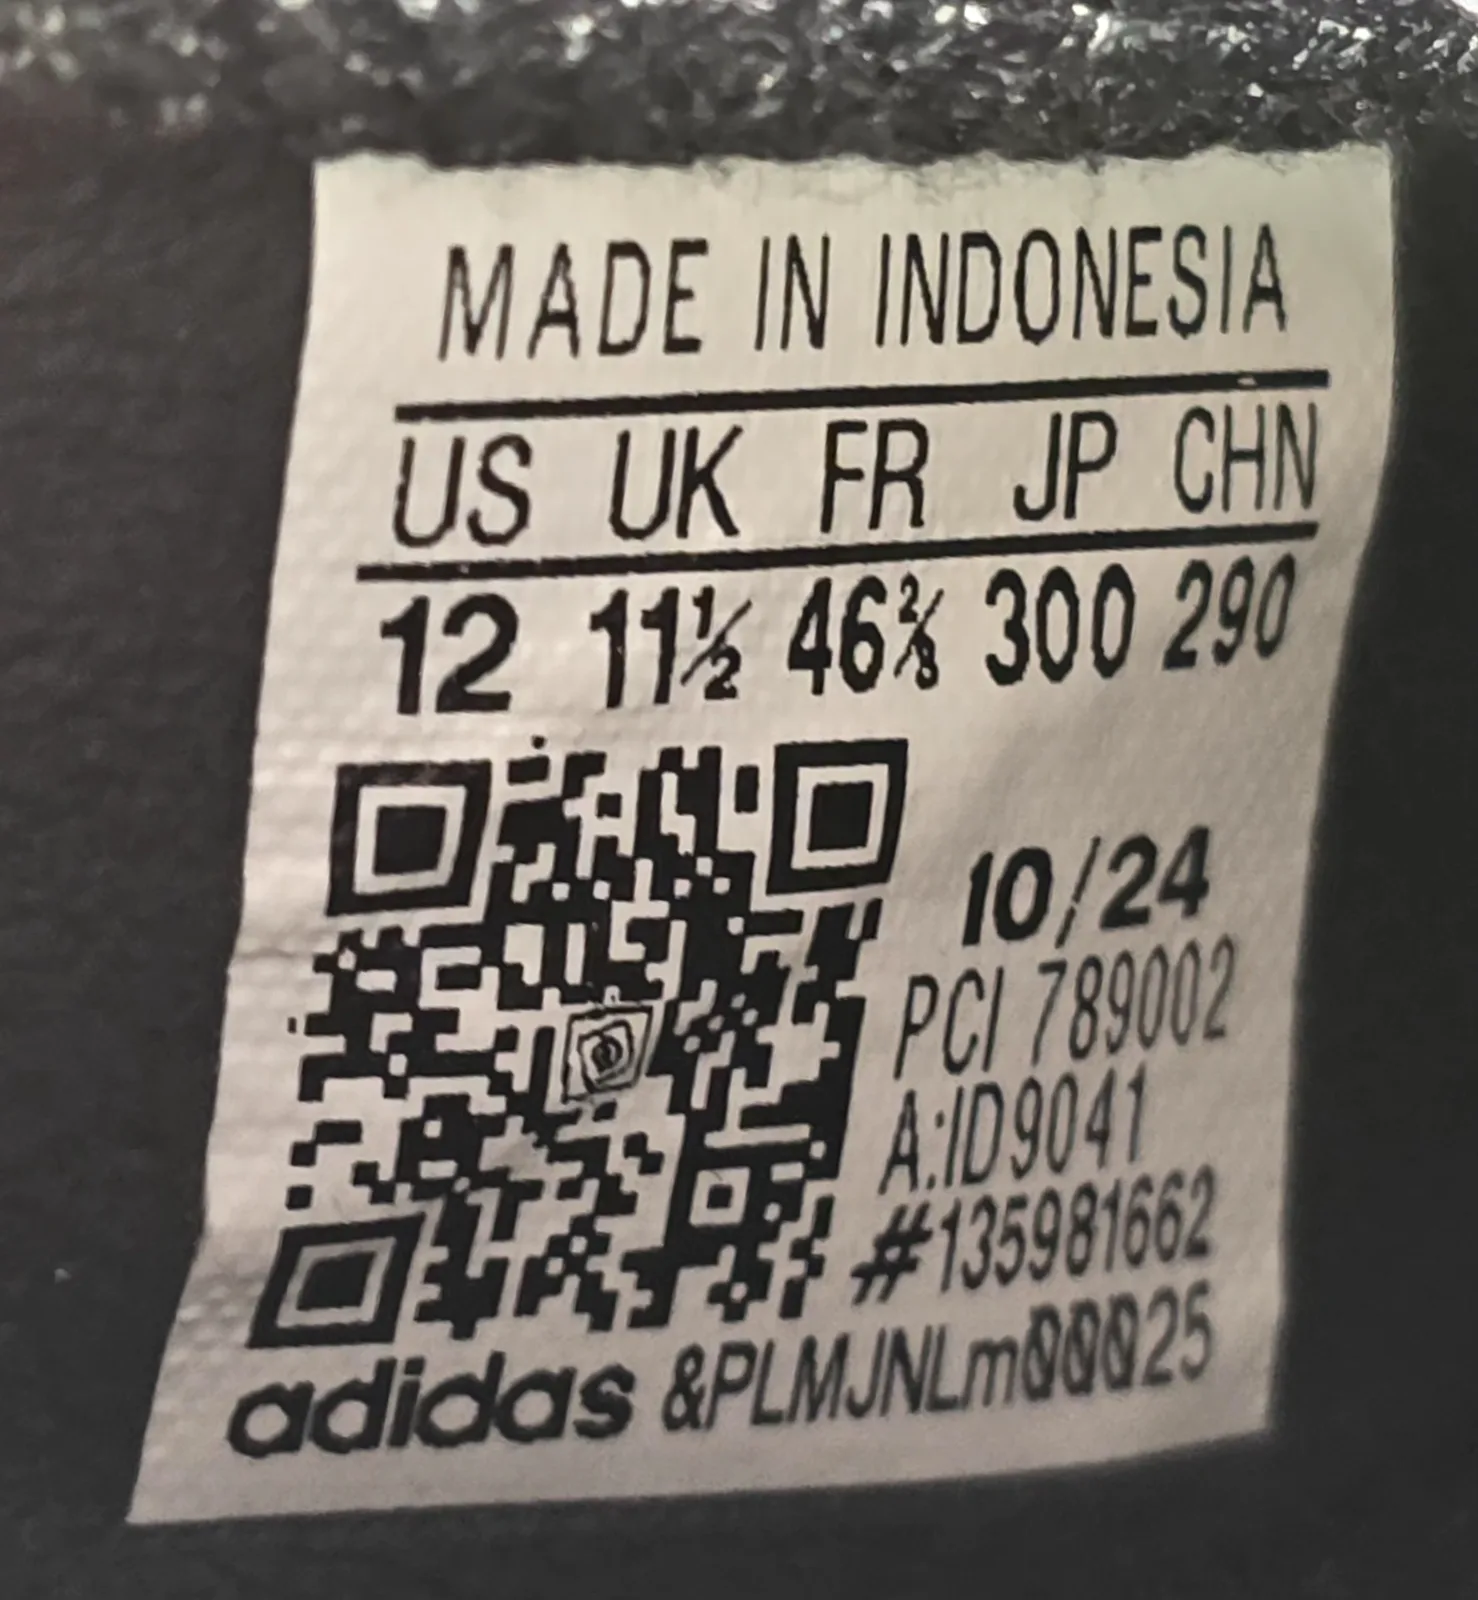 MADE IN INDONESIA
US UK FR JP CHN
12 11½ 46⅔ 300 290
10/24
PCI 789002
A:ID9041
#135981662
adidas &PLMJNLm00025